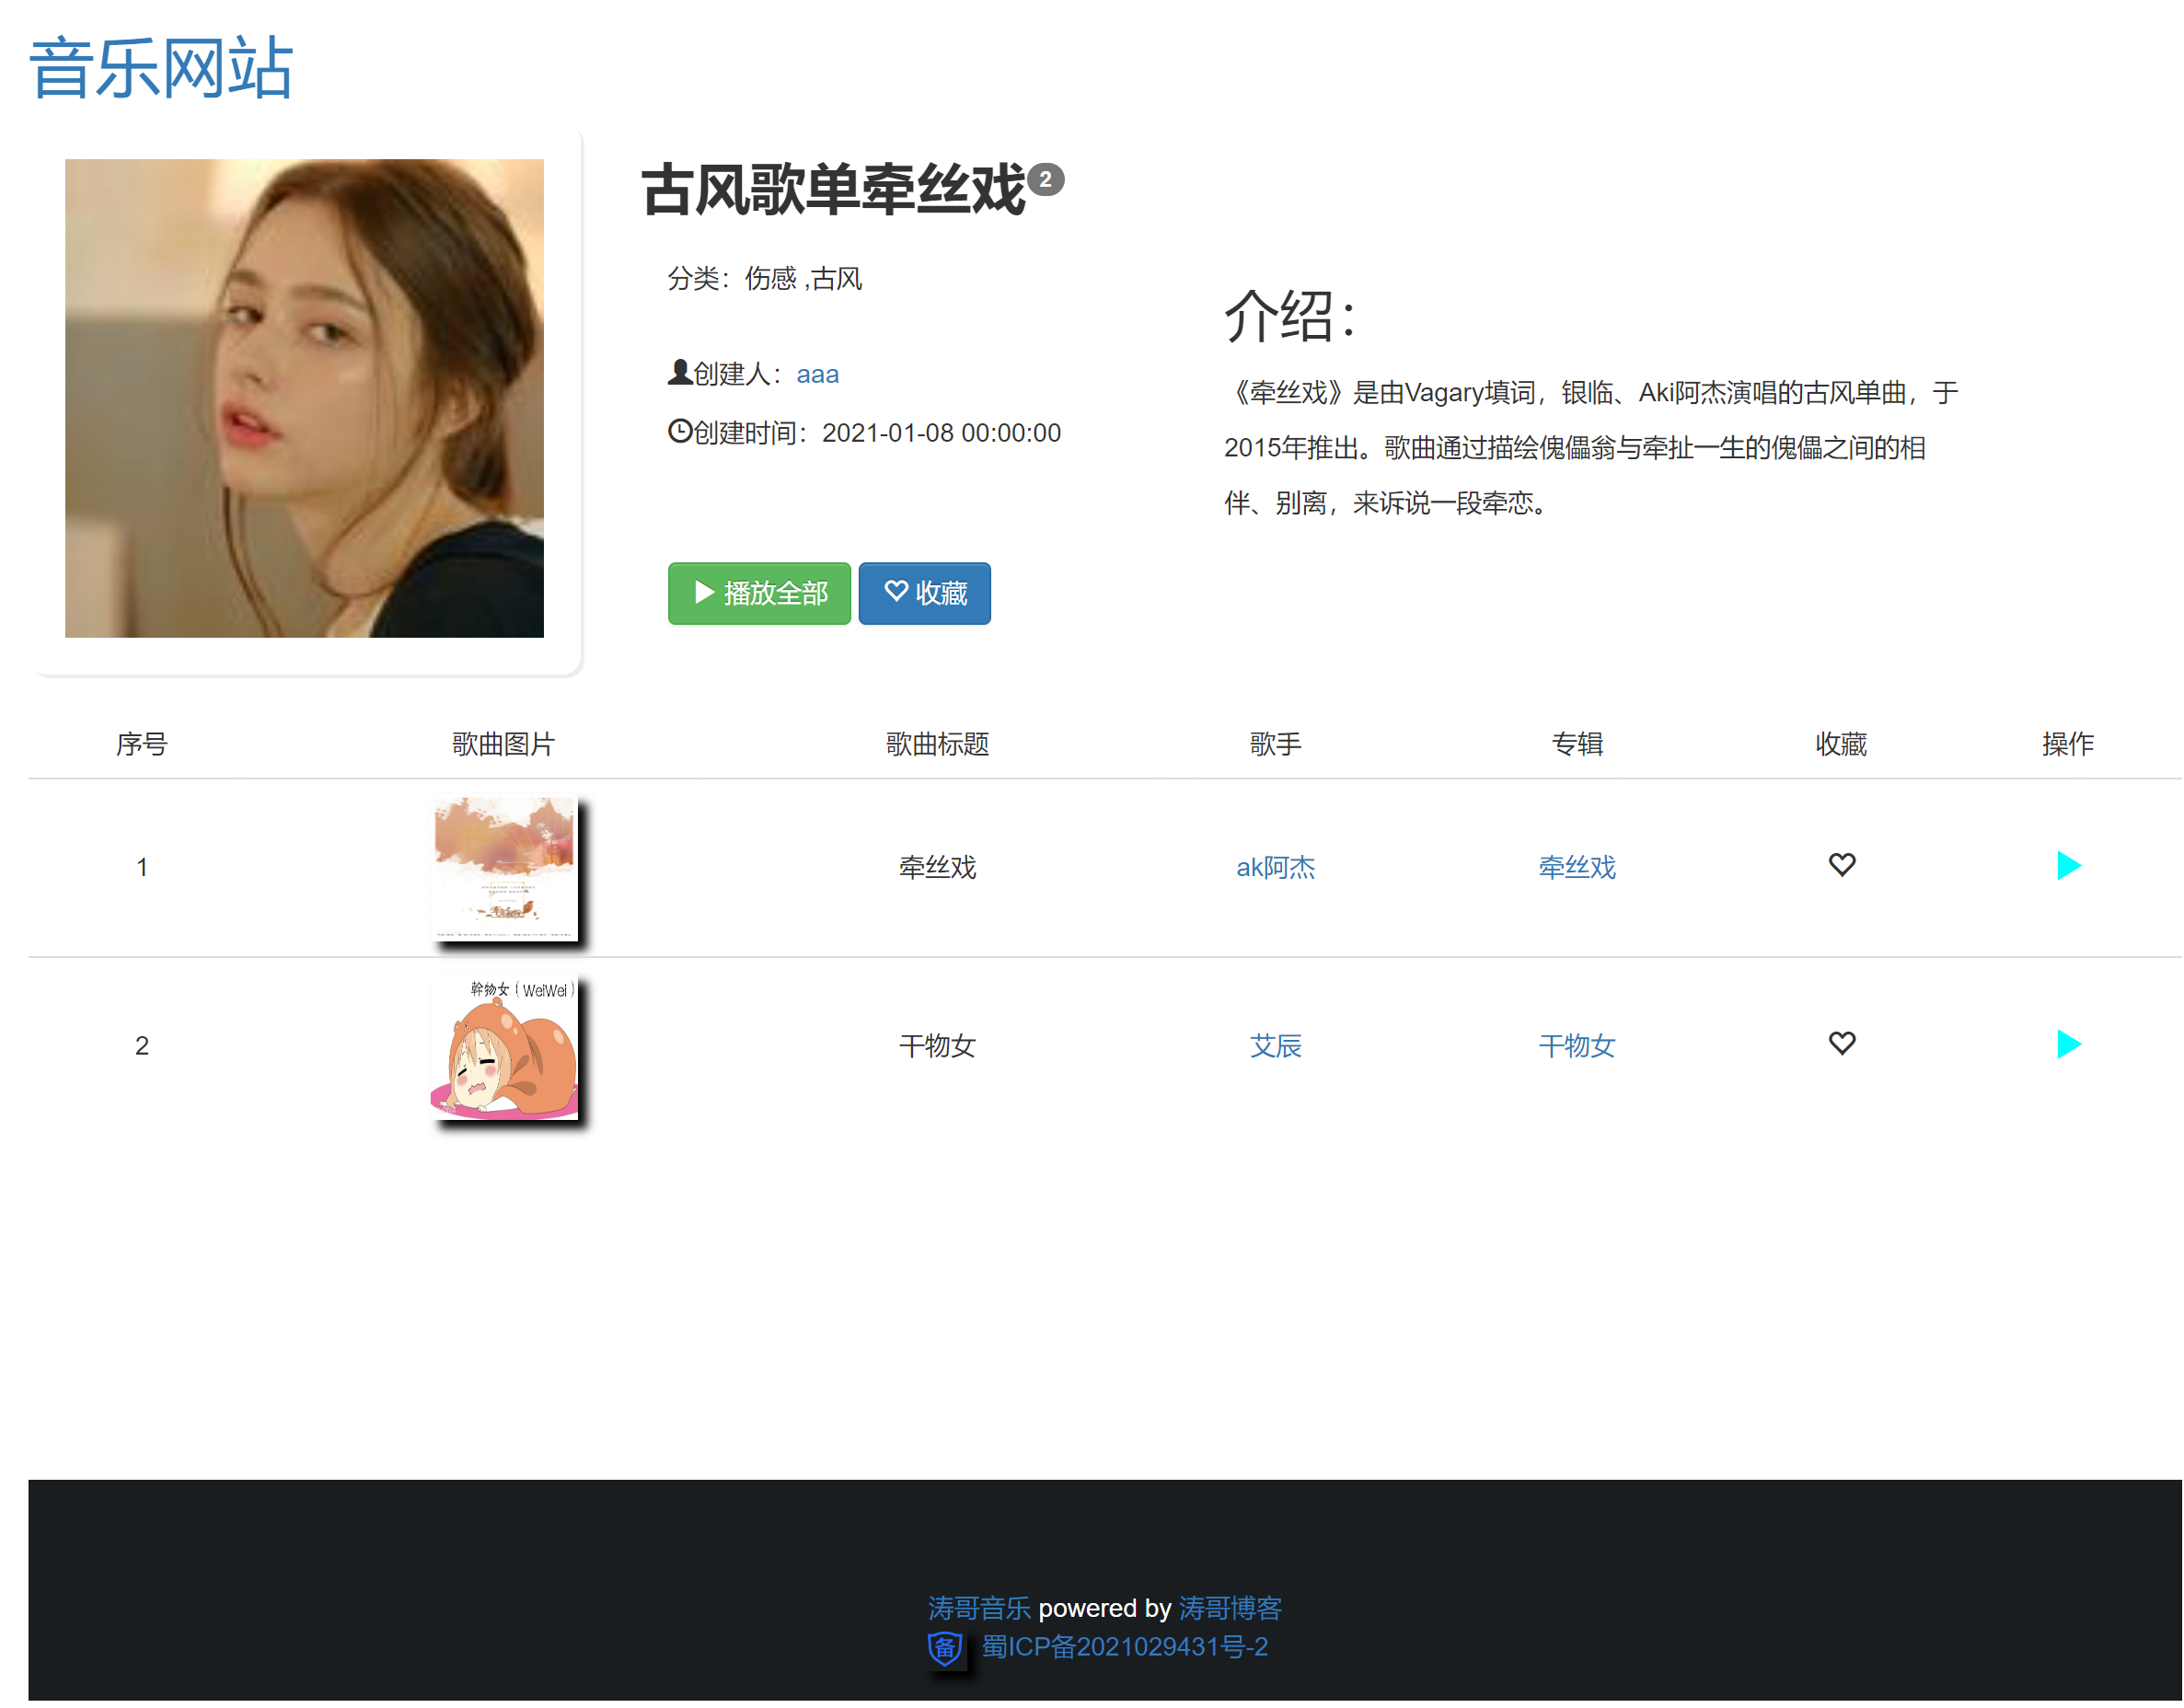 音乐网站
古风歌单牵丝戏 2
分类：伤感 ,古风
创建人：aaa
创建时间：2021-01-08 00:00:00
播放全部 收藏
介绍：
《牵丝戏》是由Vagary填词，银临、Aki阿杰演唱的古风单曲，于
2015年推出。歌曲通过描绘傀儡翁与牵扯一生的傀儡之间的相
伴、别离，来诉说一段牵恋。
序号 歌曲图片 歌曲标题 歌手 专辑 收藏 操作
1 牵丝戏 ak阿杰 牵丝戏
幹物女（WeiWei）
2 干物女 艾辰 干物女
涛哥音乐 powered by 涛哥博客
备 蜀ICP备2021029431号-2